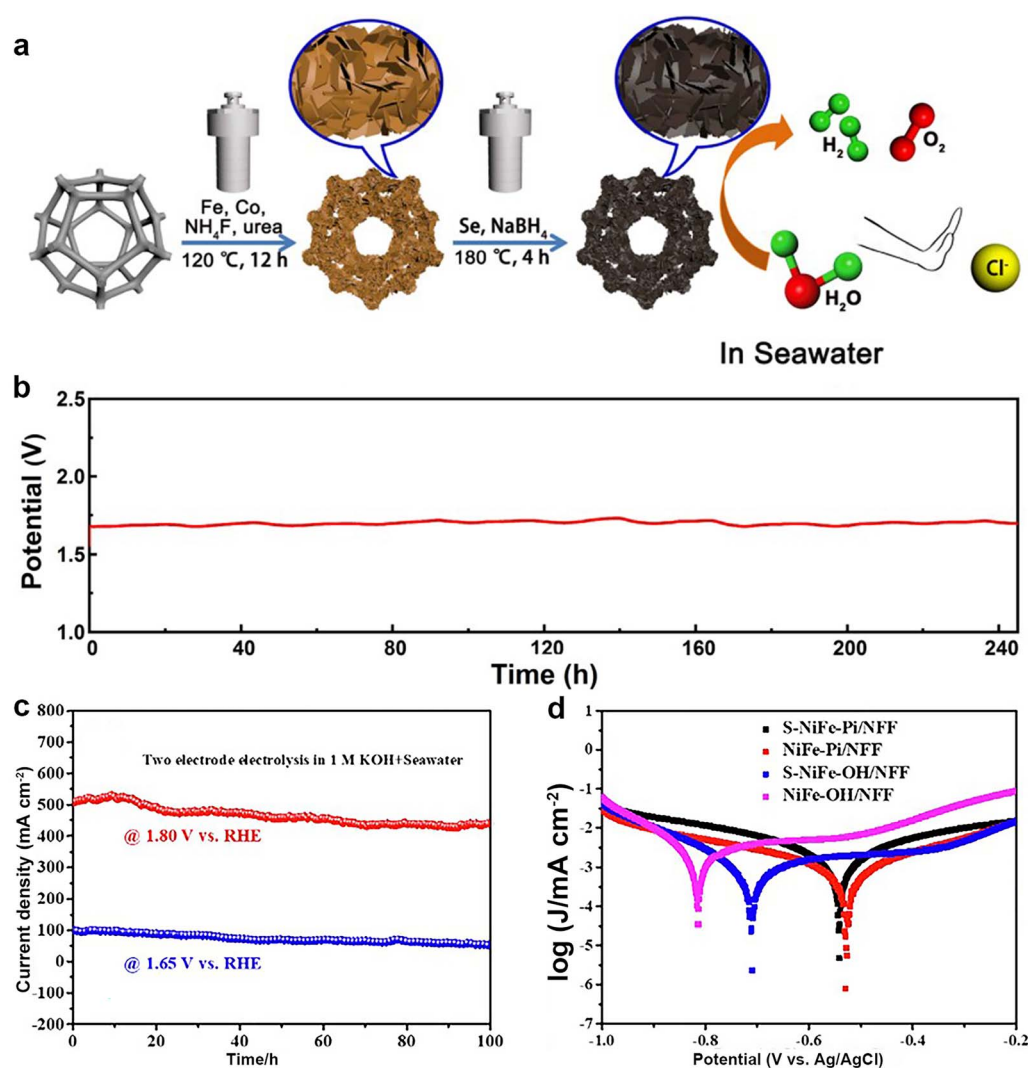 a
Fe, Co,
NH₄F, urea
120 ℃, 12 h
Se, NaBH₄
180 ℃, 4 h
H₂
O₂
H₂O
Cl⁻
In Seawater
b
Potential (V)
2.5
2.0
1.5
1.0
0 40 80 120 160 200 240
Time (h)
c
Current density (mA cm⁻²)
800
700
600
500
400
300
200
100
0
-100
-200
Two electrode electrolysis in 1 M KOH+Seawater
@ 1.80 V vs. RHE
@ 1.65 V vs. RHE
0 20 40 60 80 100
Time/h
d
log (J/mA cm⁻²)
1
0
-1
-2
-3
-4
-5
-6
-7
S-NiFe-Pi/NFF
NiFe-Pi/NFF
S-NiFe-OH/NFF
NiFe-OH/NFF
-1.0 -0.8 -0.6 -0.4 -0.2
Potential (V vs. Ag/AgCl)